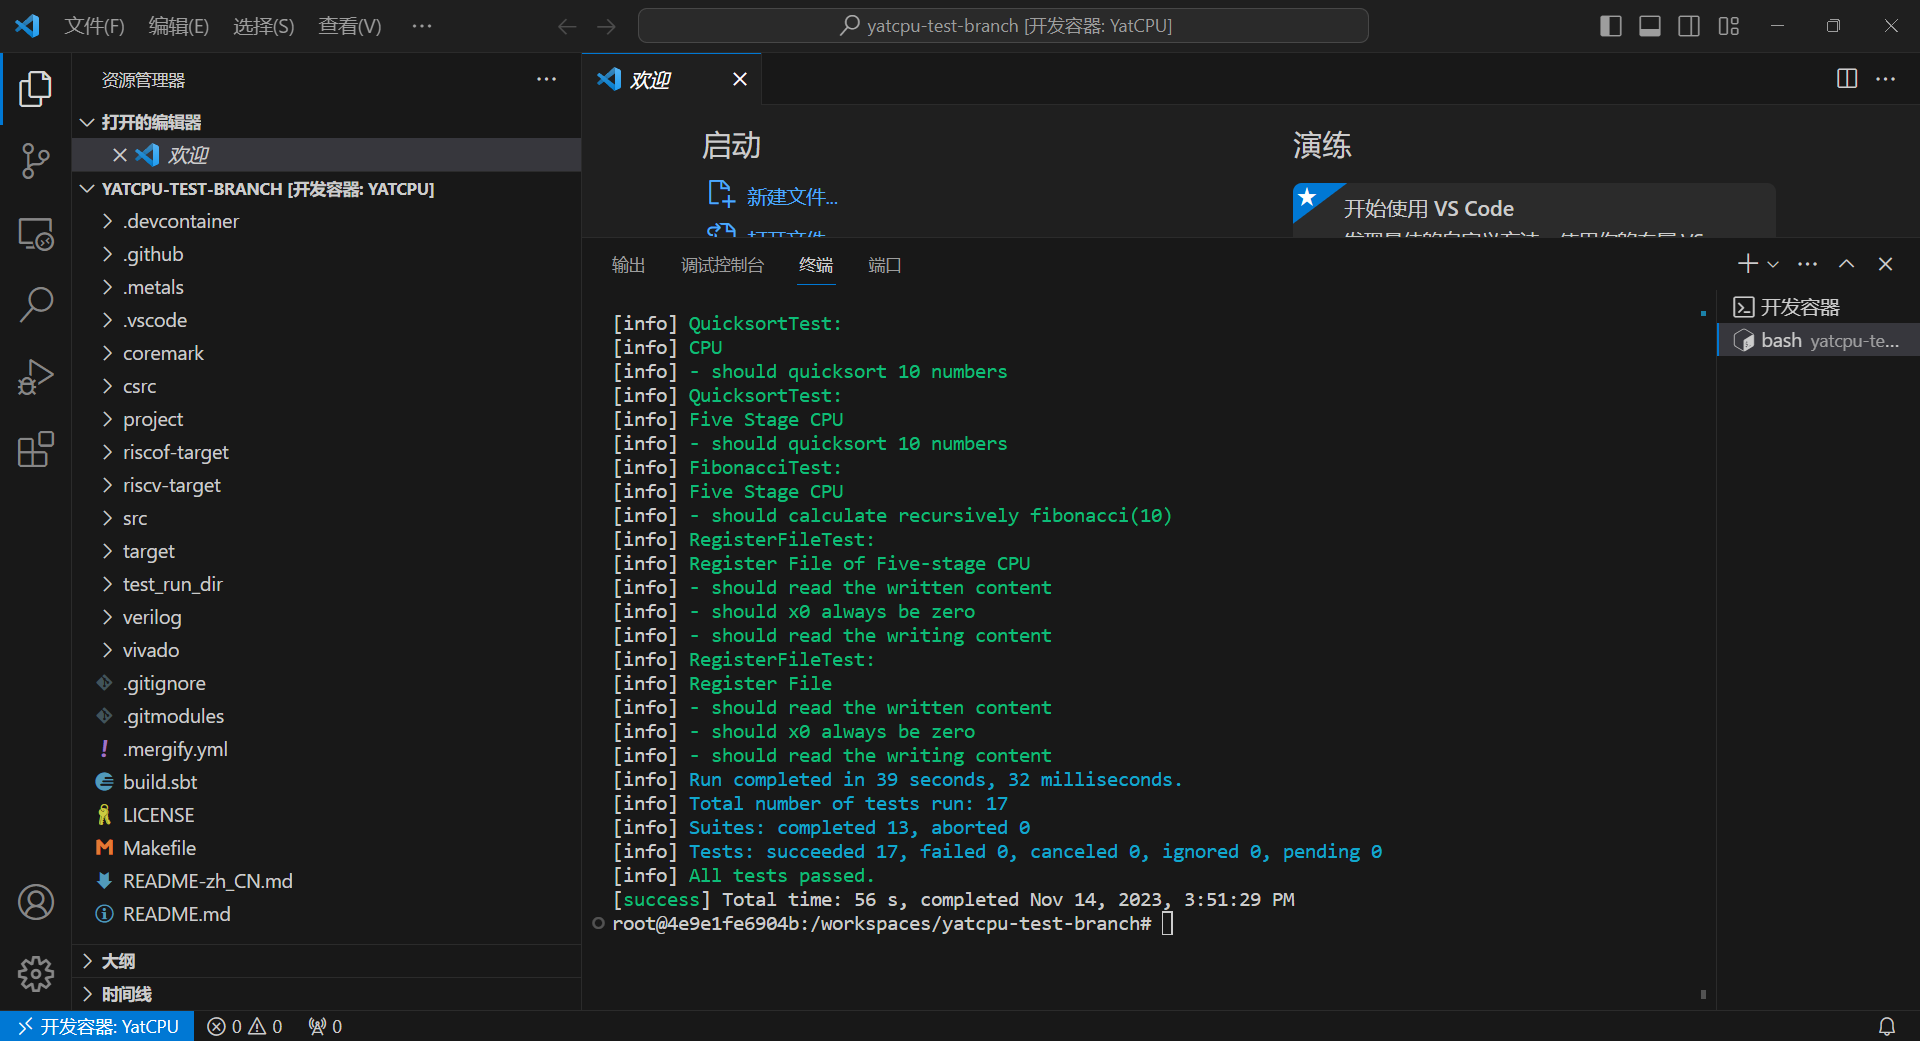 文件(F) 编辑(E) 选择(S) 查看(V) ···
yatcpu-test-branch [开发容器: YatCPU]
资源管理器
打开的编辑器
欢迎
YATCPU-TEST-BRANCH [开发容器: YATCPU]
.devcontainer
.github
.metals
.vscode
coremark
csrc
project
riscof-target
riscv-target
src
target
test_run_dir
verilog
vivado
.gitignore
.gitmodules
.mergify.yml
build.sbt
LICENSE
Makefile
README-zh_CN.md
README.md
大纲
时间线
欢迎
启动
新建文件...
打开文件
演练
开始使用 VS Code
输出 调试控制台 终端 端口
[info] QuicksortTest:
[info] CPU
[info] - should quicksort 10 numbers
[info] QuicksortTest:
[info] Five Stage CPU
[info] - should quicksort 10 numbers
[info] FibonacciTest:
[info] Five Stage CPU
[info] - should calculate recursively fibonacci(10)
[info] RegisterFileTest:
[info] Register File of Five-stage CPU
[info] - should read the written content
[info] - should x0 always be zero
[info] - should read the writing content
[info] RegisterFileTest:
[info] Register File
[info] - should read the written content
[info] - should x0 always be zero
[info] - should read the writing content
[info] Run completed in 39 seconds, 32 milliseconds.
[info] Total number of tests run: 17
[info] Suites: completed 13, aborted 0
[info] Tests: succeeded 17, failed 0, canceled 0, ignored 0, pending 0
[info] All tests passed.
[success] Total time: 56 s, completed Nov 14, 2023, 3:51:29 PM
root@4e9e1fe6904b:/workspaces/yatcpu-test-branch#
开发容器
bash yatcpu-te...
开发容器: YatCPU 0 0 0